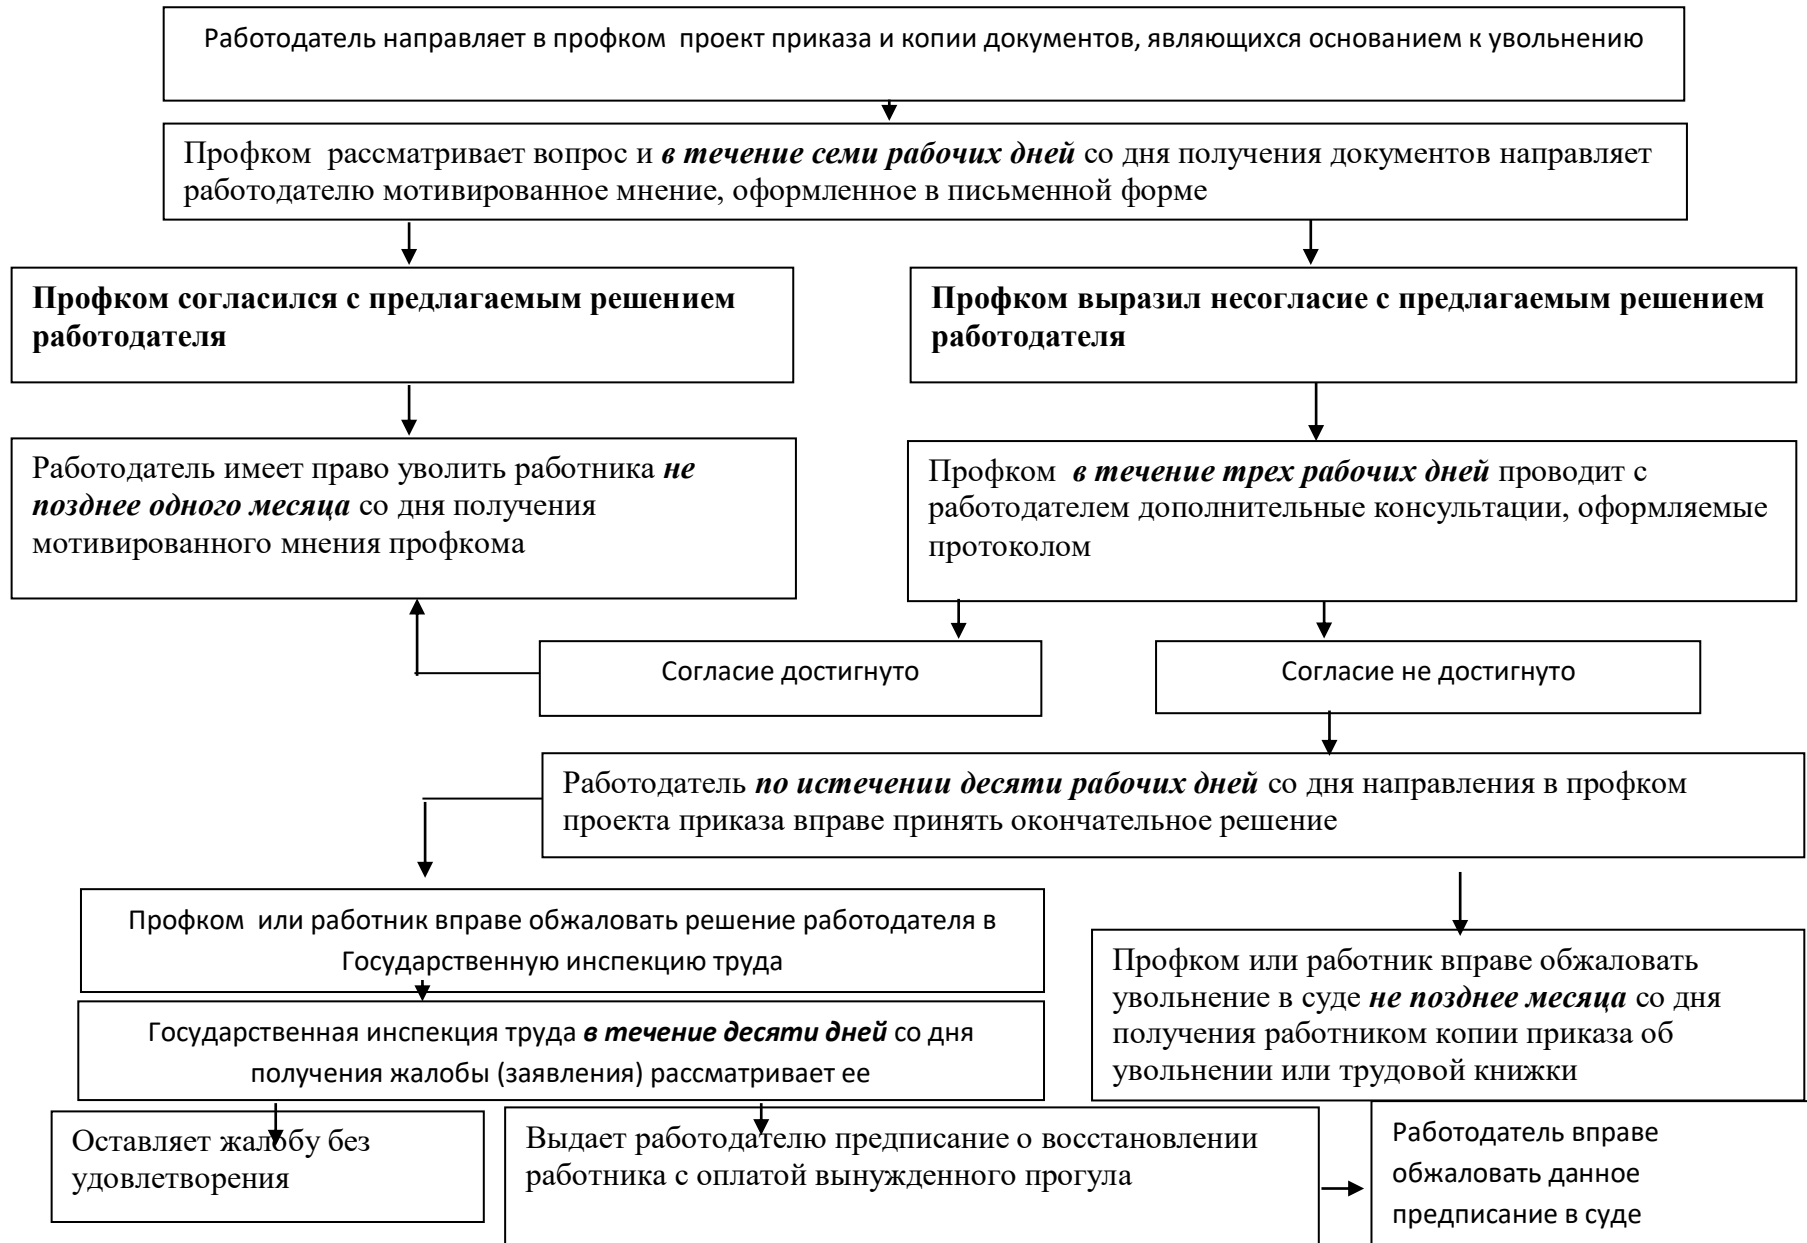 Работодатель направляет в профком  проект приказа и копии документов, являющихся основанием к увольнению
Профком  рассматривает вопрос и в течение семи рабочих дней со дня получения документов направляет
работодателю мотивированное мнение, оформленное в письменной форме
Профком согласился с предлагаемым решением
работодателя
Профком выразил несогласие с предлагаемым решением
работодателя
Работодатель имеет право уволить работника не
позднее одного месяца со дня получения
мотивированного мнения профкома
Профком  в течение трех рабочих дней проводит с
работодателем дополнительные консультации, оформляемые
протоколом
Согласие достигнуто
Согласие не достигнуто
Работодатель по истечении десяти рабочих дней со дня направления в профком
проекта приказа вправе принять окончательное решение
Профком  или работник вправе обжаловать решение работодателя в
Государственную инспекцию труда
Государственная инспекция труда в течение десяти дней со дня
получения жалобы (заявления) рассматривает ее
Профком или работник вправе обжаловать
увольнение в суде не позднее месяца со дня
получения работником копии приказа об
увольнении или трудовой книжки
Оставляет жалобу без
удовлетворения
Выдает работодателю предписание о восстановлении
работника с оплатой вынужденного прогула
Работодатель вправе
обжаловать данное
предписание в суде